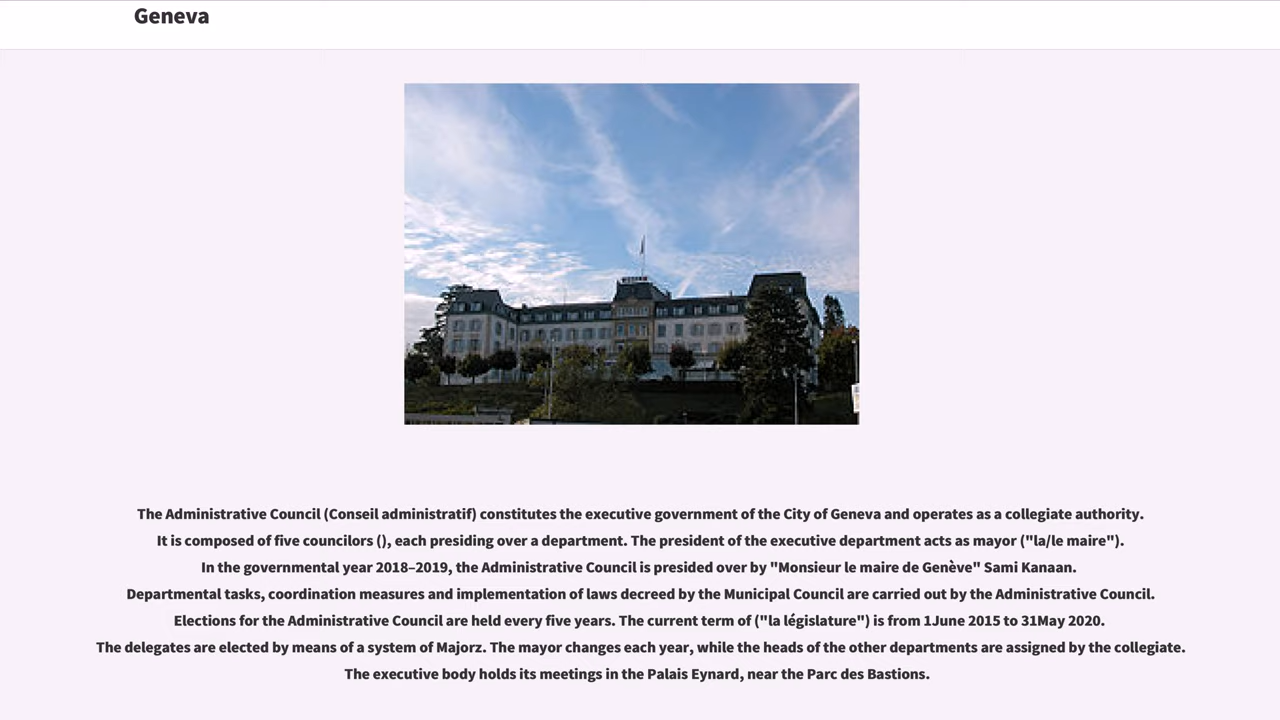 Geneva
The Administrative Council (Conseil administratif) constitutes the executive government of the City of Geneva and operates as a collegiate authority.
It is composed of five councilors (), each presiding over a department. The president of the executive department acts as mayor ("la/le maire").
In the governmental year 2018–2019, the Administrative Council is presided over by "Monsieur le maire de Genève" Sami Kanaan.
Departmental tasks, coordination measures and implementation of laws decreed by the Municipal Council are carried out by the Administrative Council.
Elections for the Administrative Council are held every five years. The current term of ("la législature") is from 1June 2015 to 31May 2020.
The delegates are elected by means of a system of Majorz. The mayor changes each year, while the heads of the other departments are assigned by the collegiate.
The executive body holds its meetings in the Palais Eynard, near the Parc des Bastions.